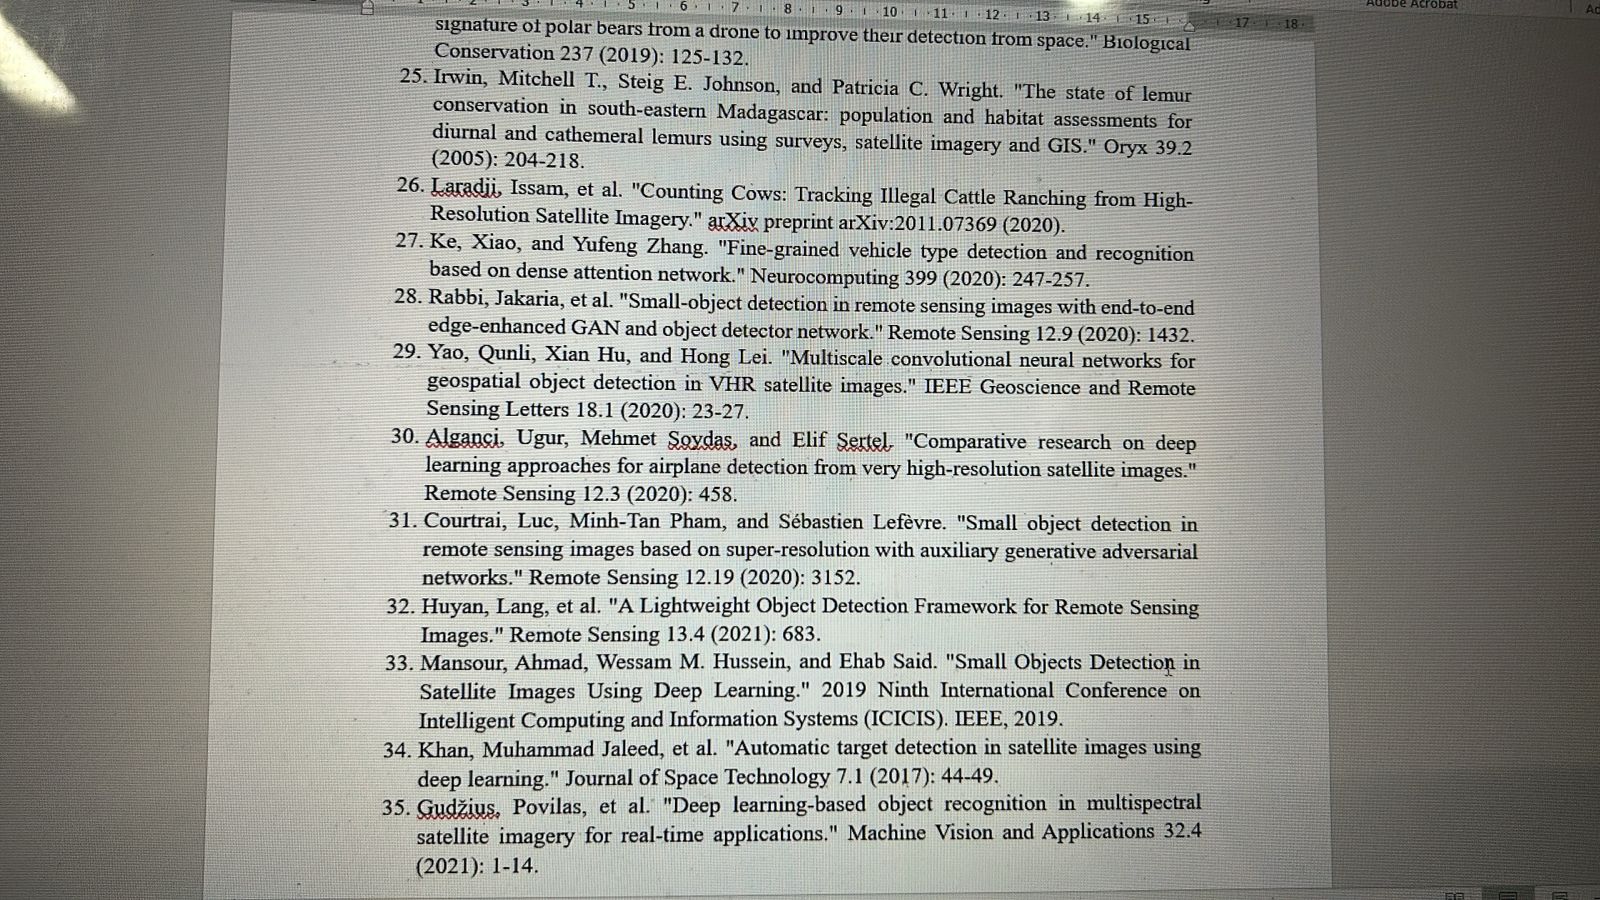 Adobe Acrobat
1 2 3 4 5 6 7 8 9 10 11 12 13 14 15 17 18
signature of polar bears from a drone to improve their detection from space." Biological
Conservation 237 (2019): 125-132.
25. Irwin, Mitchell T., Steig E. Johnson, and Patricia C. Wright. "The state of lemur
conservation in south-eastern Madagascar: population and habitat assessments for
diurnal and cathemeral lemurs using surveys, satellite imagery and GIS." Oryx 39.2
(2005): 204-218.
26. Laradji, Issam, et al. "Counting Cows: Tracking Illegal Cattle Ranching from High-
Resolution Satellite Imagery." arXiv preprint arXiv:2011.07369 (2020).
27. Ke, Xiao, and Yufeng Zhang. "Fine-grained vehicle type detection and recognition
based on dense attention network." Neurocomputing 399 (2020): 247-257.
28. Rabbi, Jakaria, et al. "Small-object detection in remote sensing images with end-to-end
edge-enhanced GAN and object detector network." Remote Sensing 12.9 (2020): 1432.
29. Yao, Qunli, Xian Hu, and Hong Lei. "Multiscale convolutional neural networks for
geospatial object detection in VHR satellite images." IEEE Geoscience and Remote
Sensing Letters 18.1 (2020): 23-27.
30. Alganci, Ugur, Mehmet Soydas, and Elif Sertel. "Comparative research on deep
learning approaches for airplane detection from very high-resolution satellite images."
Remote Sensing 12.3 (2020): 458.
31. Courtrai, Luc, Minh-Tan Pham, and Sébastien Lefèvre. "Small object detection in
remote sensing images based on super-resolution with auxiliary generative adversarial
networks." Remote Sensing 12.19 (2020): 3152.
32. Huyan, Lang, et al. "A Lightweight Object Detection Framework for Remote Sensing
Images." Remote Sensing 13.4 (2021): 683.
33. Mansour, Ahmad, Wessam M. Hussein, and Ehab Said. "Small Objects Detection in
Satellite Images Using Deep Learning." 2019 Ninth International Conference on
Intelligent Computing and Information Systems (ICICIS). IEEE, 2019.
34. Khan, Muhammad Jaleed, et al. "Automatic target detection in satellite images using
deep learning." Journal of Space Technology 7.1 (2017): 44-49.
35. Gudžius, Povilas, et al. "Deep learning-based object recognition in multispectral
satellite imagery for real-time applications." Machine Vision and Applications 32.4
(2021): 1-14.